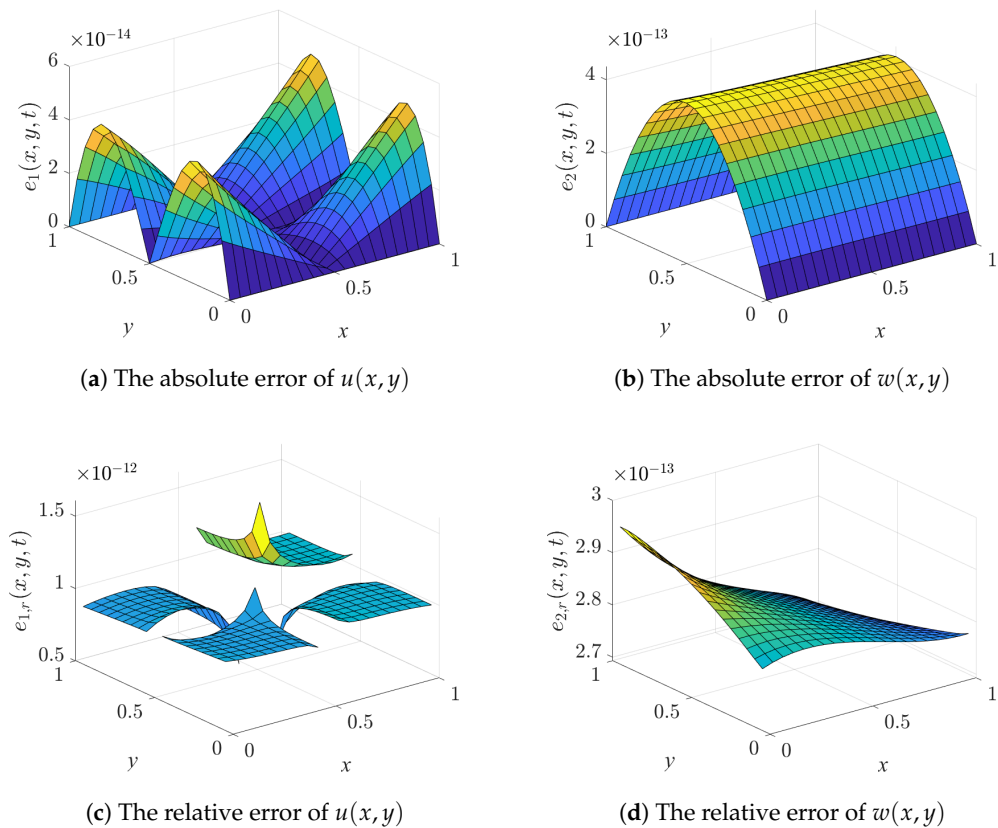 ×10⁻¹⁴
6
4
2
0
e₁(x, y, t)
1
0.5
0
y
0
0.5
1
x
(a) The absolute error of u(x, y)
×10⁻¹³
4
2
0
e₂(x, y, t)
1
0.5
0
y
0
0.5
1
x
(b) The absolute error of w(x, y)
×10⁻¹²
1.5
1
0.5
e₁,ᵣ(x, y, t)
1
0.5
0
y
0
0.5
1
x
(c) The relative error of u(x, y)
×10⁻¹³
3
2.9
2.8
2.7
e₂,ᵣ(x, y, t)
1
0.5
0
y
0
0.5
1
x
(d) The relative error of w(x, y)